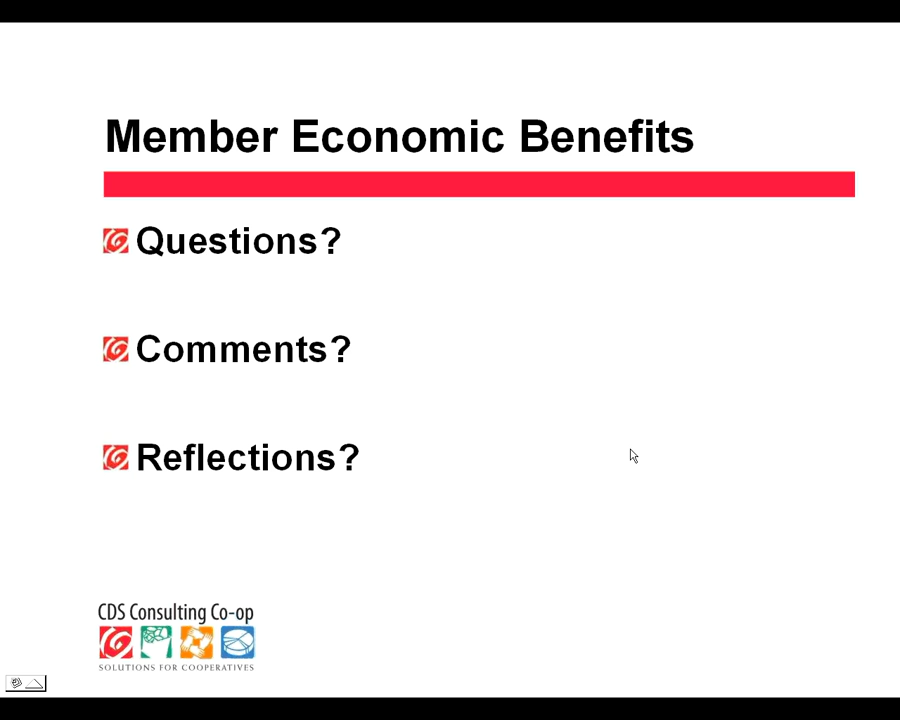 Member Economic Benefits
Questions?
Comments?
Reflections?
CDS Consulting Co-op
SOLUTIONS FOR COOPERATIVES